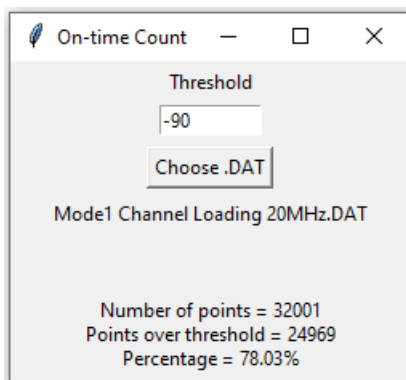 On-time Count
Threshold
-90
Choose .DAT
Mode1 Channel Loading 20MHz.DAT
Number of points = 32001
Points over threshold = 24969
Percentage = 78.03%